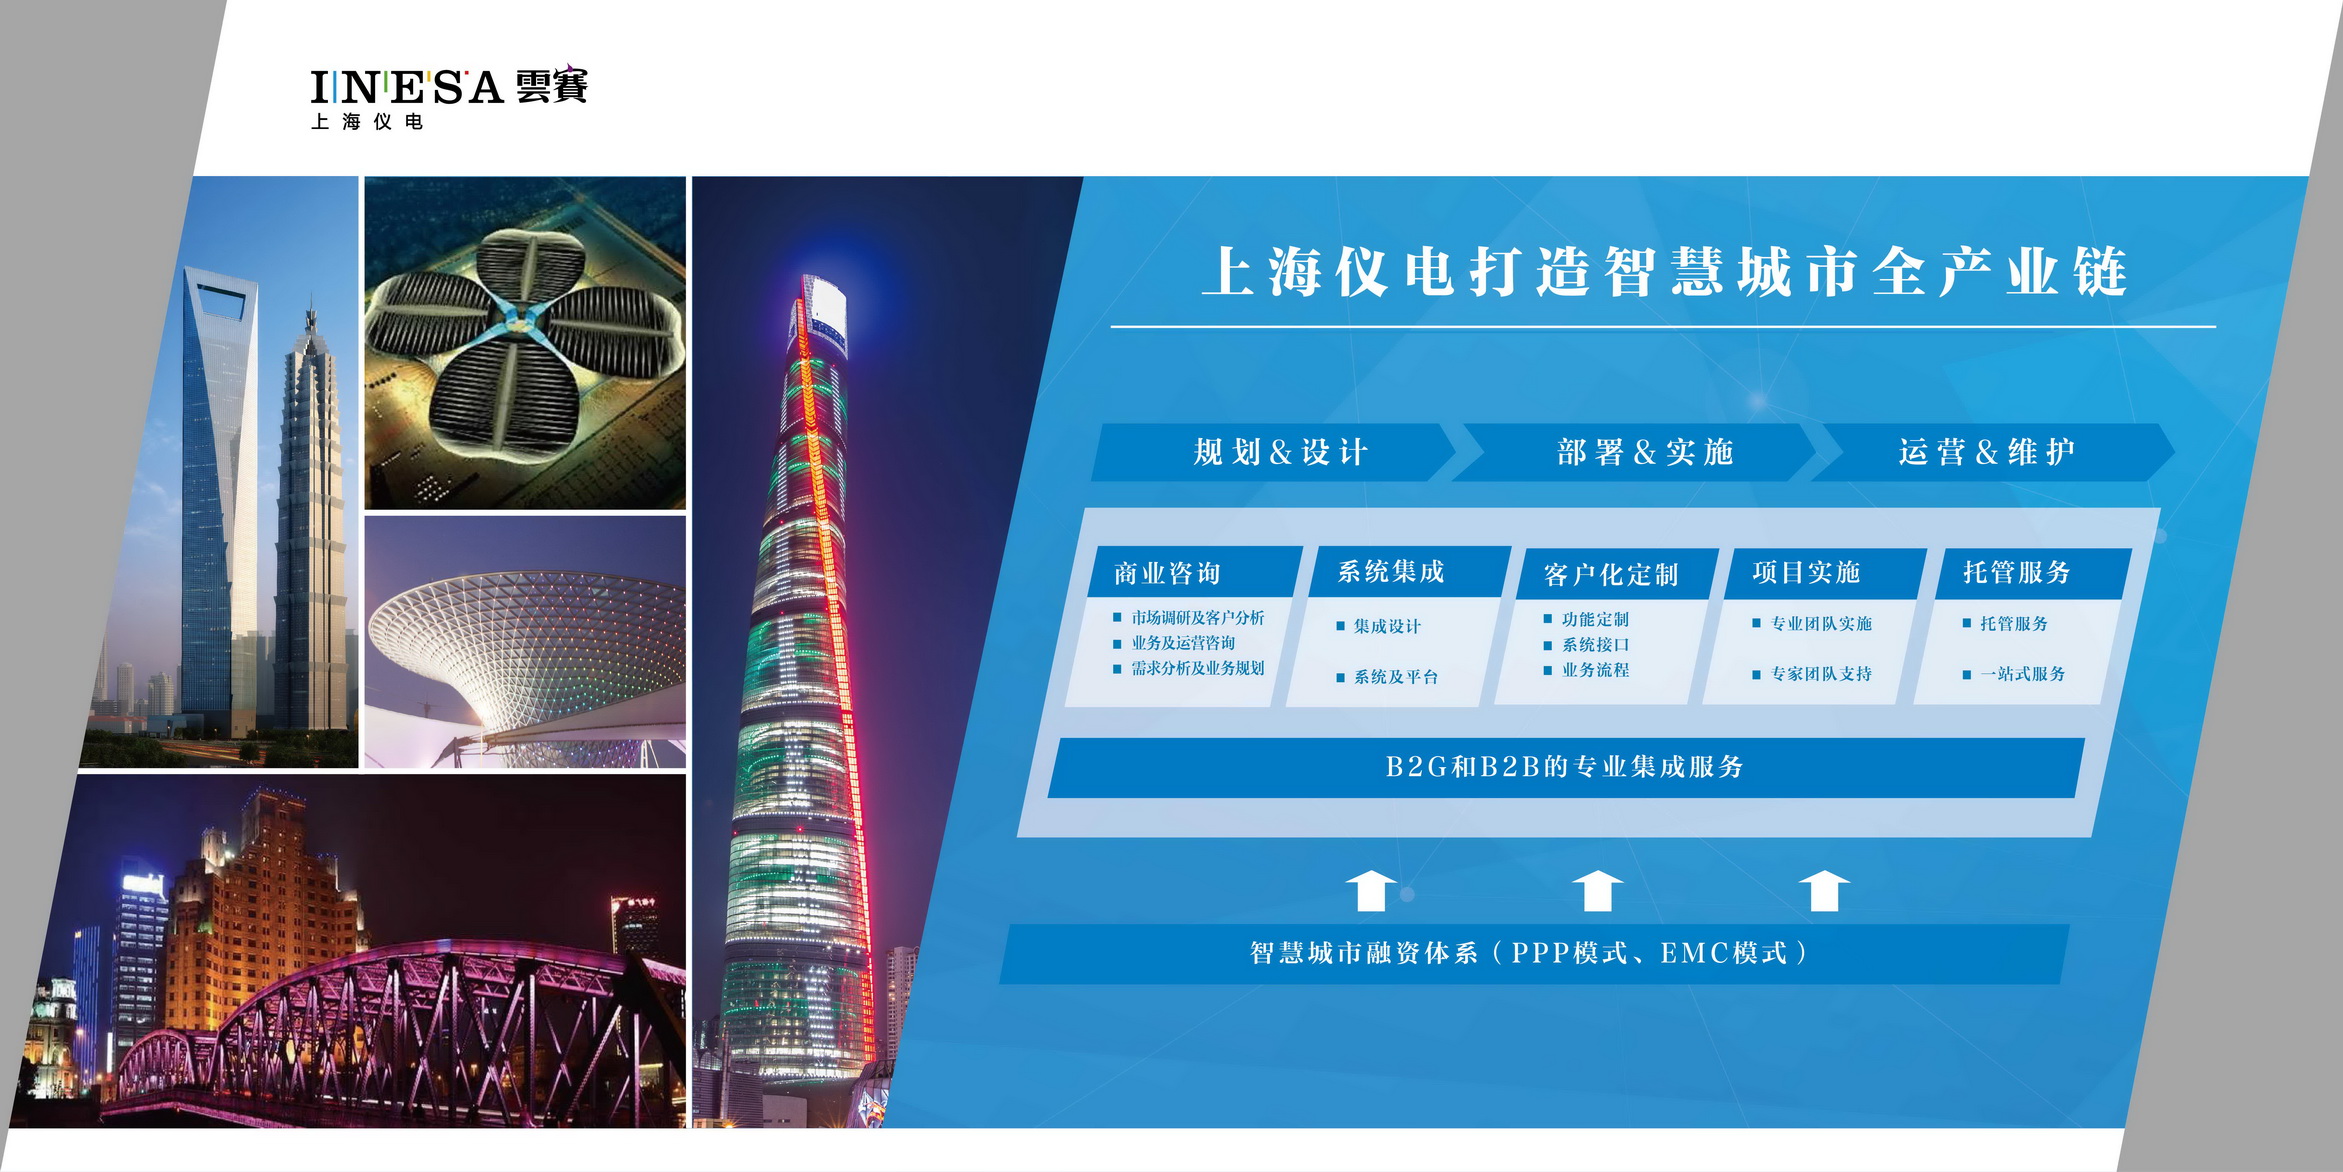 INESA 雲賽
上海仪电
上海仪电打造智慧城市全产业链
规划&设计
部署&实施
运营&维护
商业咨询
市场调研及客户分析
业务及运营咨询
需求分析及业务规划
系统集成
集成设计
系统及平台
客户化定制
功能定制
系统接口
业务流程
项目实施
专业团队实施
专家团队支持
托管服务
托管服务
一站式服务
B2G和B2B的专业集成服务
智慧城市融资体系（PPP模式、EMC模式）